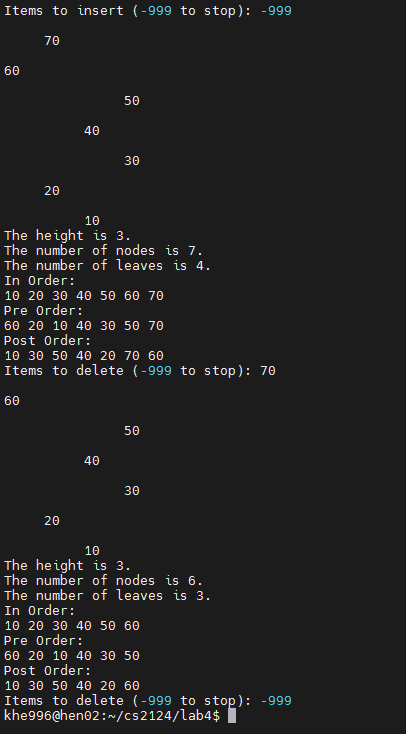 Items to insert (-999 to stop): -999
70
60
50
40
30
20
10
The height is 3.
The number of nodes is 7.
The number of leaves is 4.
In Order:
10 20 30 40 50 60 70
Pre Order:
60 20 10 40 30 50 70
Post Order:
10 30 50 40 20 70 60
Items to delete (-999 to stop): 70
60
50
40
30
20
10
The height is 3.
The number of nodes is 6.
The number of leaves is 3.
In Order:
10 20 30 40 50 60
Pre Order:
60 20 10 40 30 50
Post Order:
10 30 50 40 20 60
Items to delete (-999 to stop): -999
khe996@hen02:~/cs2124/lab4$